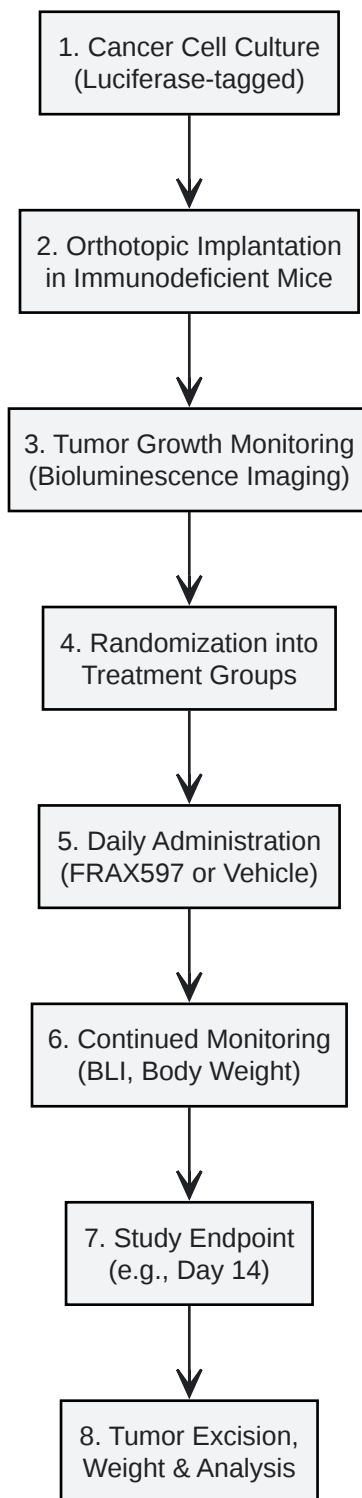 1. Cancer Cell Culture
(Luciferase-tagged)
2. Orthotopic Implantation
in Immunodeficient Mice
3. Tumor Growth Monitoring
(Bioluminescence Imaging)
4. Randomization into
Treatment Groups
5. Daily Administration
(FRAX597 or Vehicle)
6. Continued Monitoring
(BLI, Body Weight)
7. Study Endpoint
(e.g., Day 14)
8. Tumor Excision,
Weight & Analysis